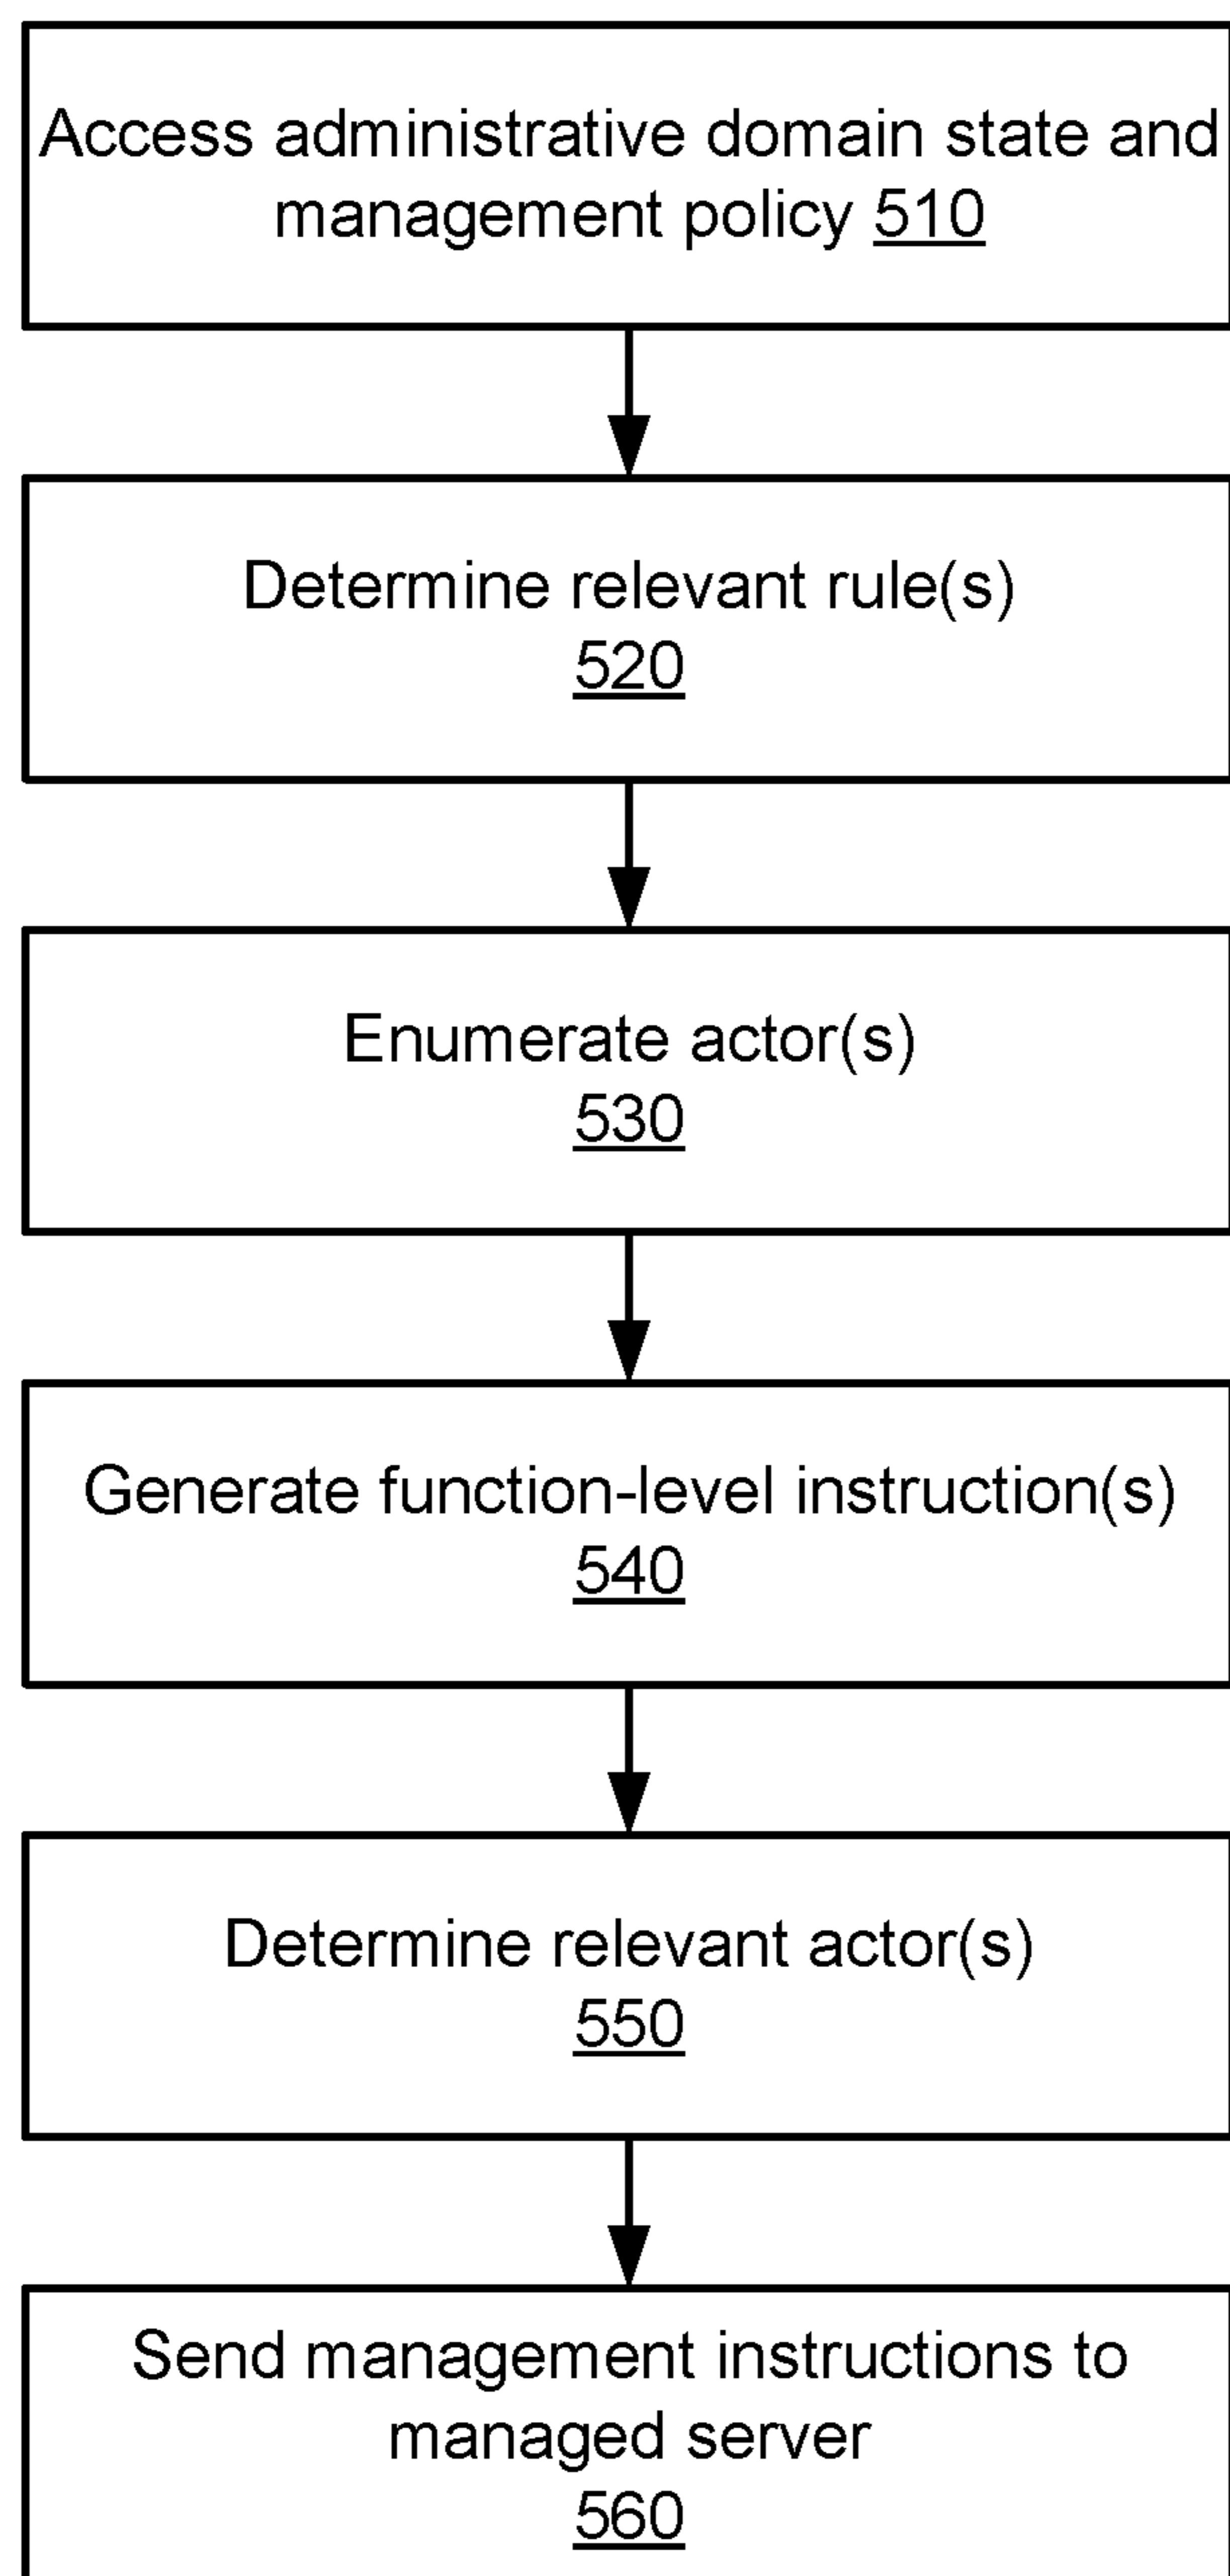 Access administrative domain state and
management policy 510
Determine relevant rule(s)
520
Enumerate actor(s)
530
Generate function-level instruction(s)
540
Determine relevant actor(s)
550
Send management instructions to
managed server
560